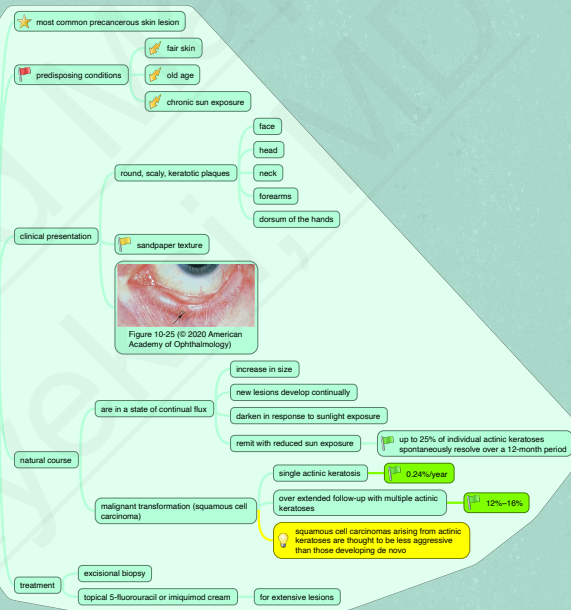 most common precancerous skin lesion
predisposing conditions
fair skin
old age
chronic sun exposure
clinical presentation
round, scaly, keratotic plaques
face
head
neck
forearms
dorsum of the hands
sandpaper texture
Figure 10-25 (© 2020 American
Academy of Ophthalmology)
natural course
are in a state of continual flux
increase in size
new lesions develop continually
darken in response to sunlight exposure
remit with reduced sun exposure
up to 25% of individual actinic keratoses
spontaneously resolve over a 12-month period
malignant transformation (squamous cell
carcinoma)
single actinic keratosis
0.24%/year
over extended follow-up with multiple actinic
keratoses
12%–16%
squamous cell carcinomas arising from actinic
keratoses are thought to be less aggressive
than those developing de novo
treatment
excisional biopsy
topical 5-fluorouracil or imiquimod cream
for extensive lesions